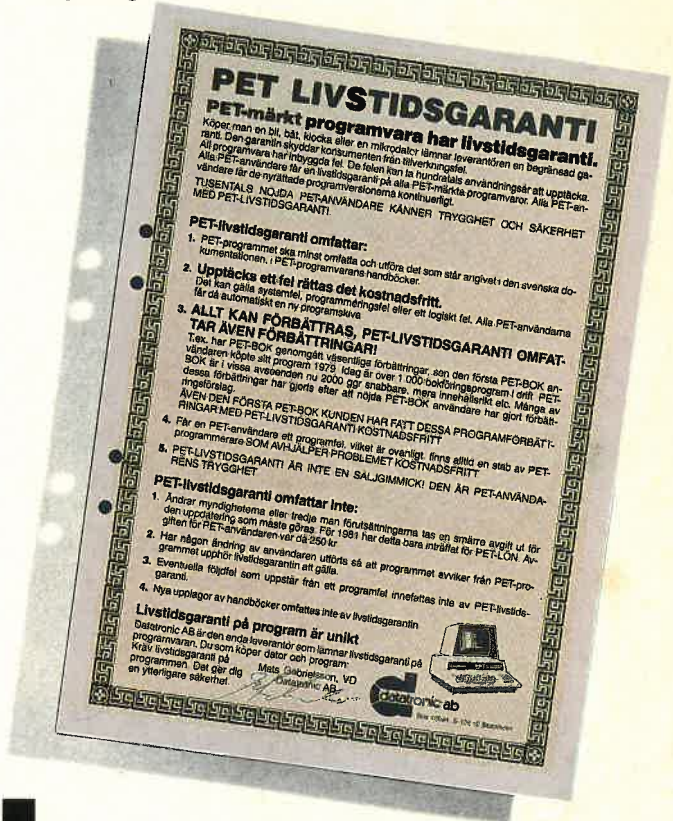 PET LIVSTIDSGARANTI
PET-märkt programvara har livstidsgaranti.
Köper man en bil, båt, klocka eller en mikrodator lämnar leverantören en begränsad ga-
ranti. Den garantin skyddar konsumenten från tillverkningsfel.
All programvara har inbyggda fel. De felen kan ta hundratals användningsår att upptäcka.
Alla PET-användare får en livstidsgaranti på alla PET-märkta programvaror. Alla PET-an-
vändare får de nyrättade programversionerna kontinuerligt.
TUSENTALS NÖJDA PET-ANVÄNDARE KÄNNER TRYGGHET OCH SÄKERHET
MED PET-LIVSTIDSGARANTI.
PET-livstidsgaranti omfattar:
1. PET-programmet ska minst omfatta och utföra det som står angivet i den svenska do-
kumentationen, i PET-programvarans handböcker.
2. Upptäcks ett fel rättas det kostnadsfritt.
Det kan gälla systemfel, programmeringsfel eller ett logiskt fel. Alla PET-användarna
får då automatiskt en ny programskiva
3. ALLT KAN FÖRBÄTTRAS, PET-LIVSTIDSGARANTI OMFAT-
TAR ÄVEN FÖRBÄTTRINGAR!
T.ex. har PET-BOK genomgått väsentliga förbättringar, sen den första PET-BOK an-
vändaren köpte sitt program 1979. Idag är över 1 000 bokföringsprogram i drift. PET-
BOK är i vissa avseenden nu 2000 ggr snabbare, mera innehållsrikt etc. Många av
dessa förbättringar har gjorts efter att nöjda PET-BOK användare har gjort förbätt-
ringsförslag.
ÄVEN DEN FÖRSTA PET-BOK KUNDEN HAR FÅTT DESSA PROGRAMFÖRBÄTT-
RINGAR MED PET-LIVSTIDSGARANTI KOSTNADSFRITT
4. Får en PET-användare ett programfel, vilket är ovanligt, finns alltid en stab av PET-
programmerare SOM AVHJÄLPER PROBLEMET KOSTNADSFRITT
5. PET-LIVSTIDSGARANTI ÄR INTE EN SÄLJGIMMICK! DEN ÄR PET-ANVÄNDA-
RENS TRYGGHET
PET-livstidsgaranti omfattar inte:
1. Ändrar myndigheterna eller tredje man förutsättningarna tas en smärre avgift ut för
den uppdatering som måste göras. För 1981 har detta bara inträffat för PET-LÖN. Av-
giften för PET-användaren var då 250 kr
2. Har någon ändring av användaren utförts så att programmet avviker från PET-pro-
grammet upphör livstidsgarantin att gälla.
3. Eventuella följdfel som uppstår från ett programfel innefattas inte av PET-livstids-
garanti.
4. Nya upplagor av handböcker omfattas inte av livstidsgarantin
Livstidsgaranti på program är unikt
Datatronic AB är den enda leverantör som lämnar livstidsgaranti på
programvaran. Du som köper dator och program:
Kräv livstidsgaranti på
programmen. Det ger dig
en ytterligare säkerhet.
Mats Gabrielsson, VD
Datatronic AB
datatronic ab